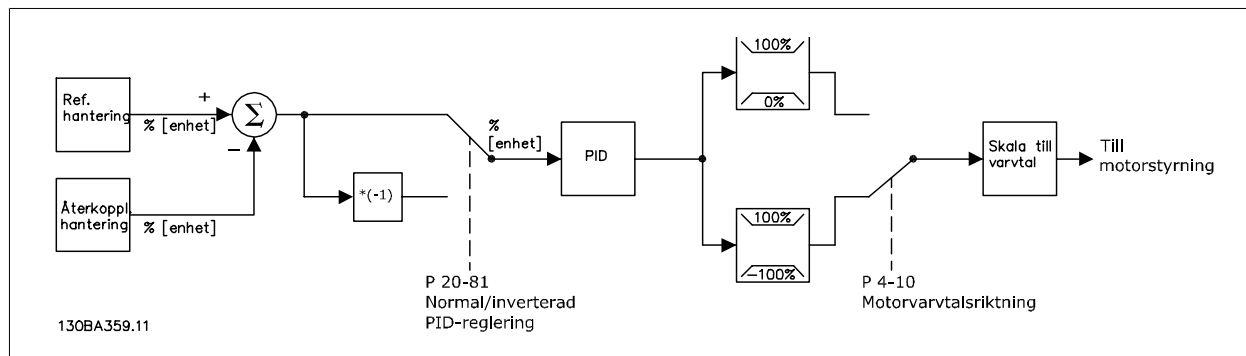 Ref.
hantering
+
% [enhet]
Σ
−
Återkoppl.
hantering
% [enhet]
*(-1)
%
[enhet]
P 20-81
Normal/inverterad
PID-reglering
PID
100%
0%
100%
−100%
P 4-10
Motorvarvtalsriktning
Skala till
varvtal
Till
motorstyrning
130BA359.11